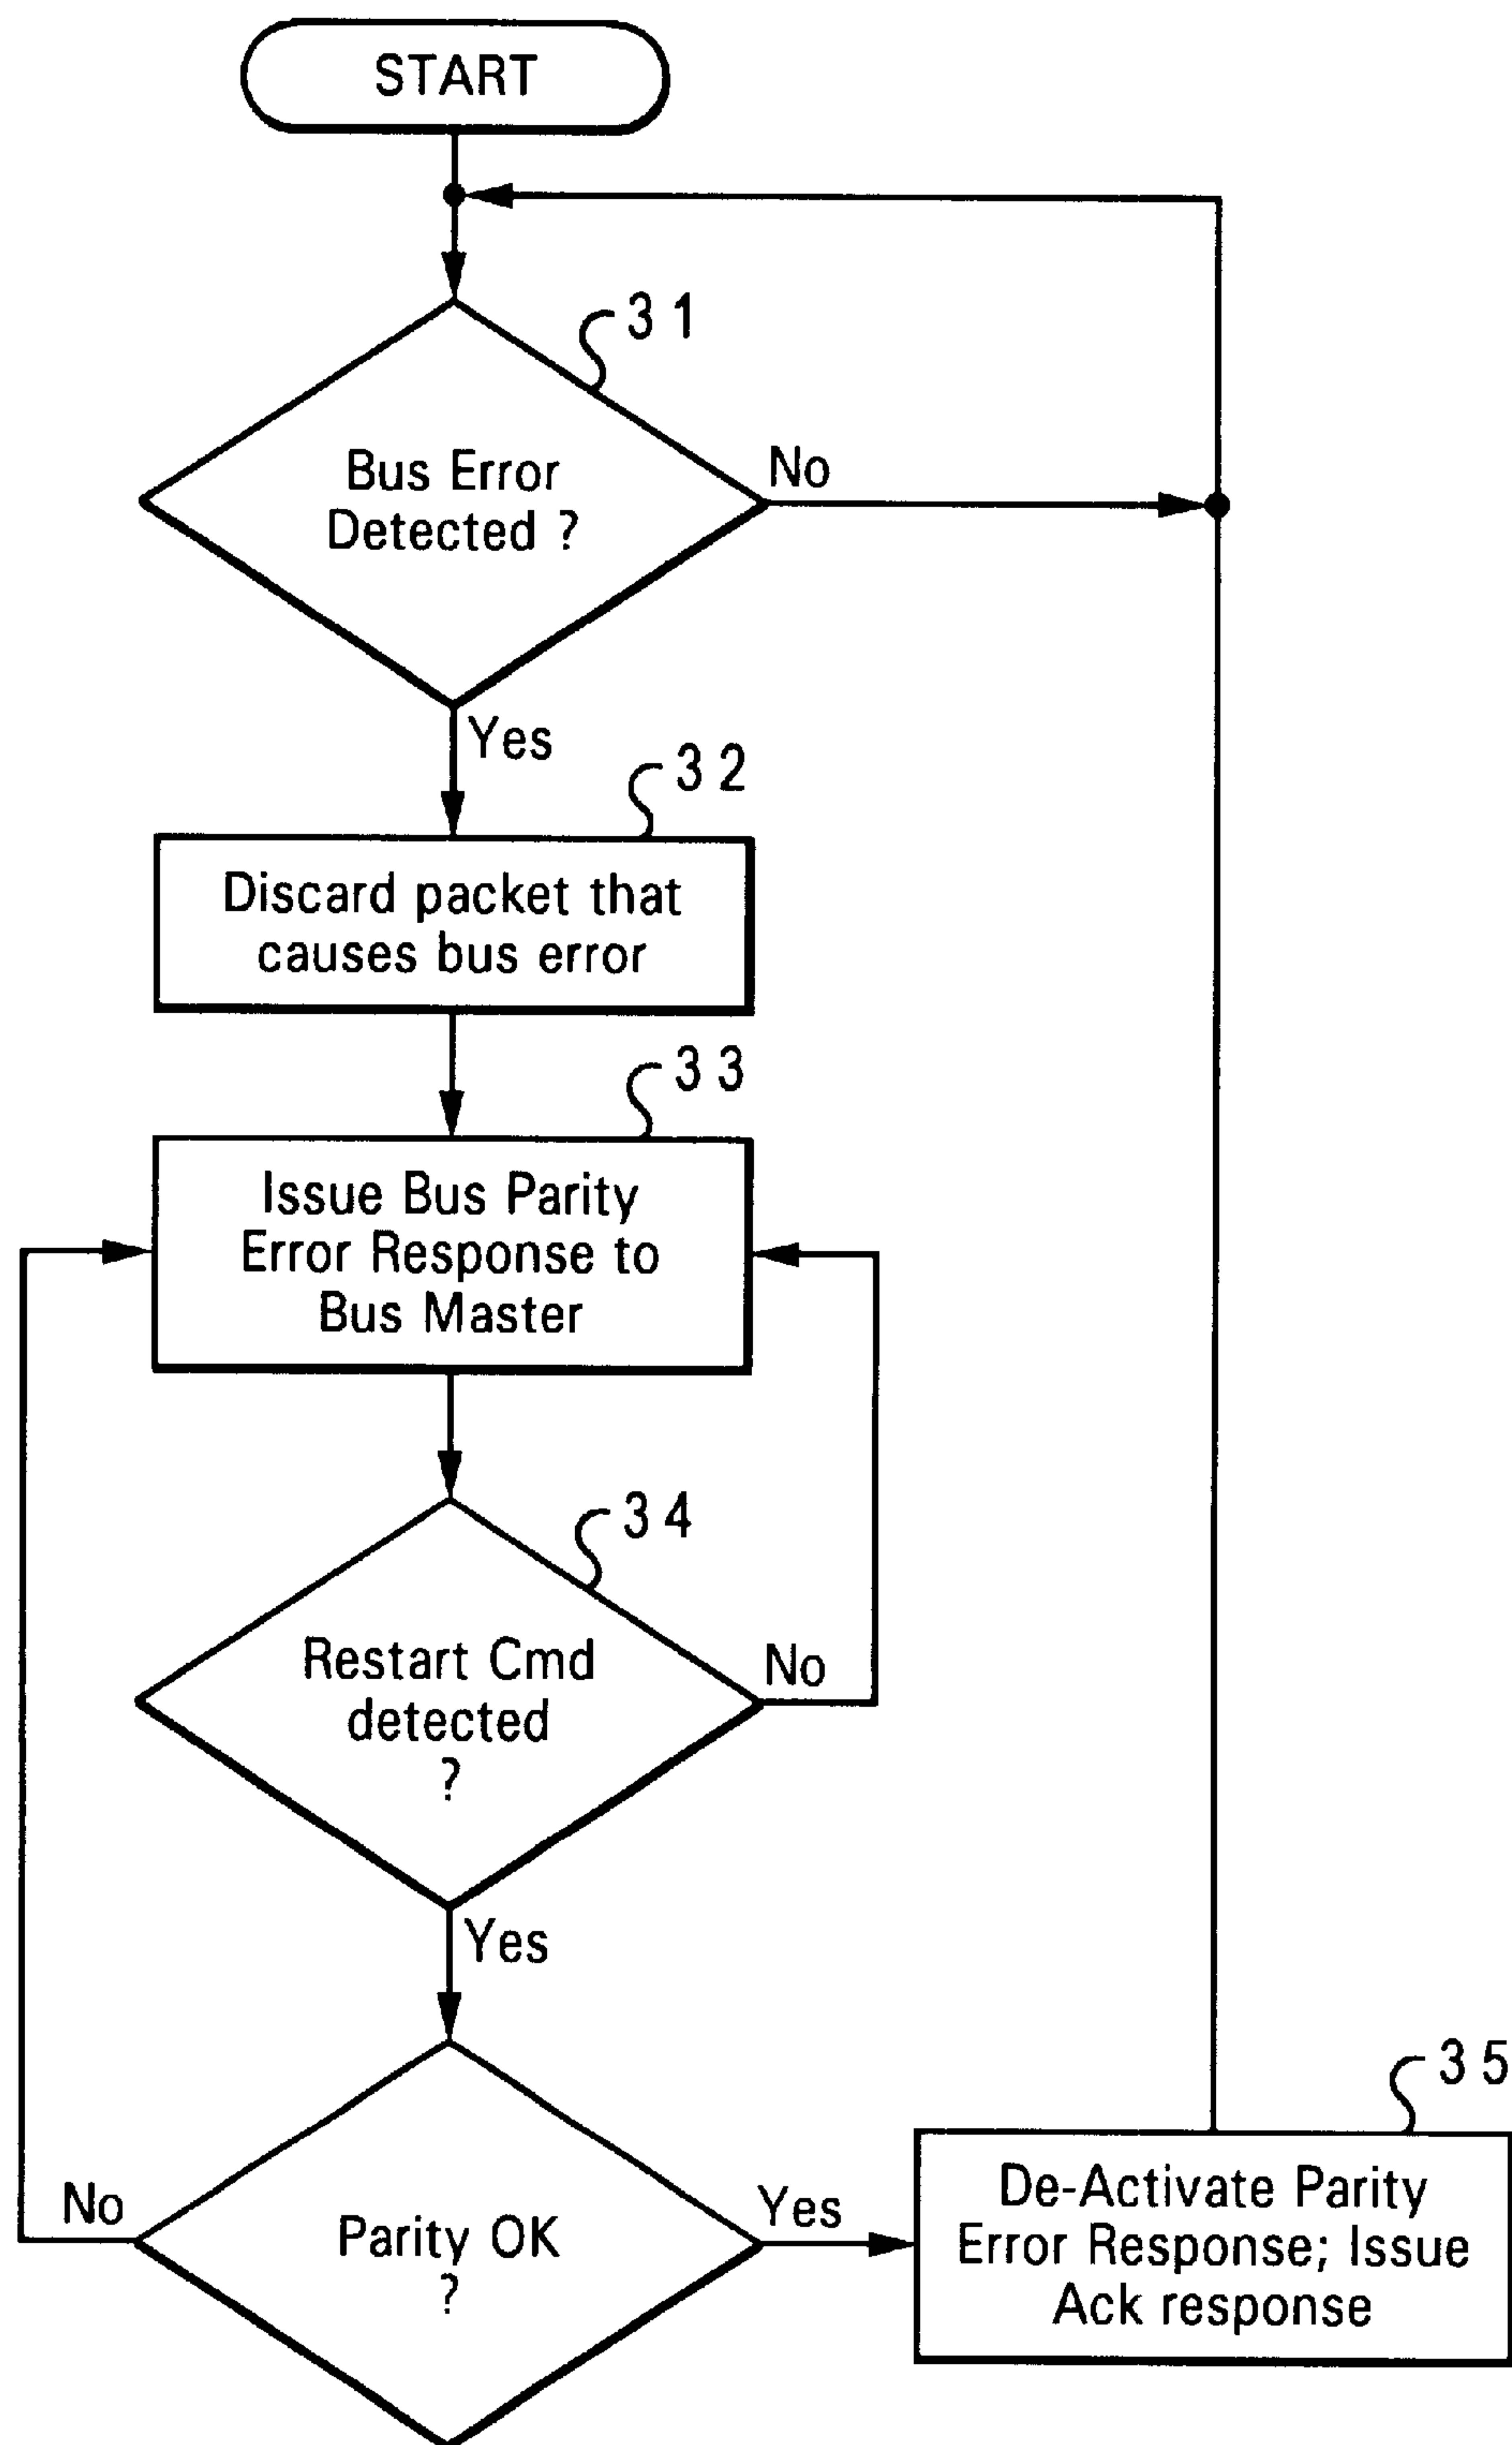 START
31
Bus Error
Detected ?
No
Yes
32
Discard packet that
causes bus error
33
Issue Bus Parity
Error Response to
Bus Master
34
Restart Cmd
detected
?
No
Yes
35
No
Parity OK
?
Yes
De-Activate Parity
Error Response; Issue
Ack response